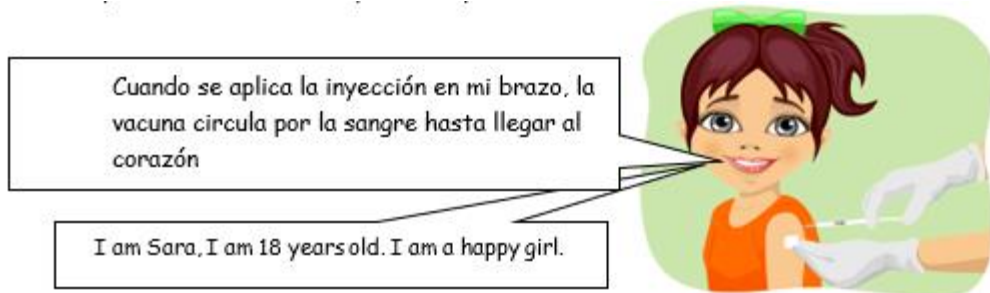 Cuando se aplica la inyección en mi brazo, la
vacuna circula por la sangre hasta llegar al
corazón
I am Sara, I am 18 years old. I am a happy girl.